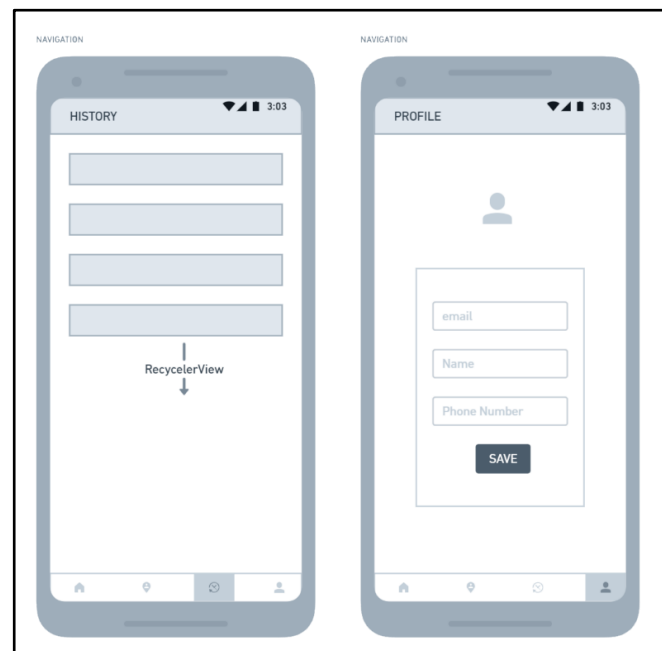 NAVIGATION
HISTORY
3:03
RecycelerView
NAVIGATION
PROFILE
3:03
email
Name
Phone Number
SAVE